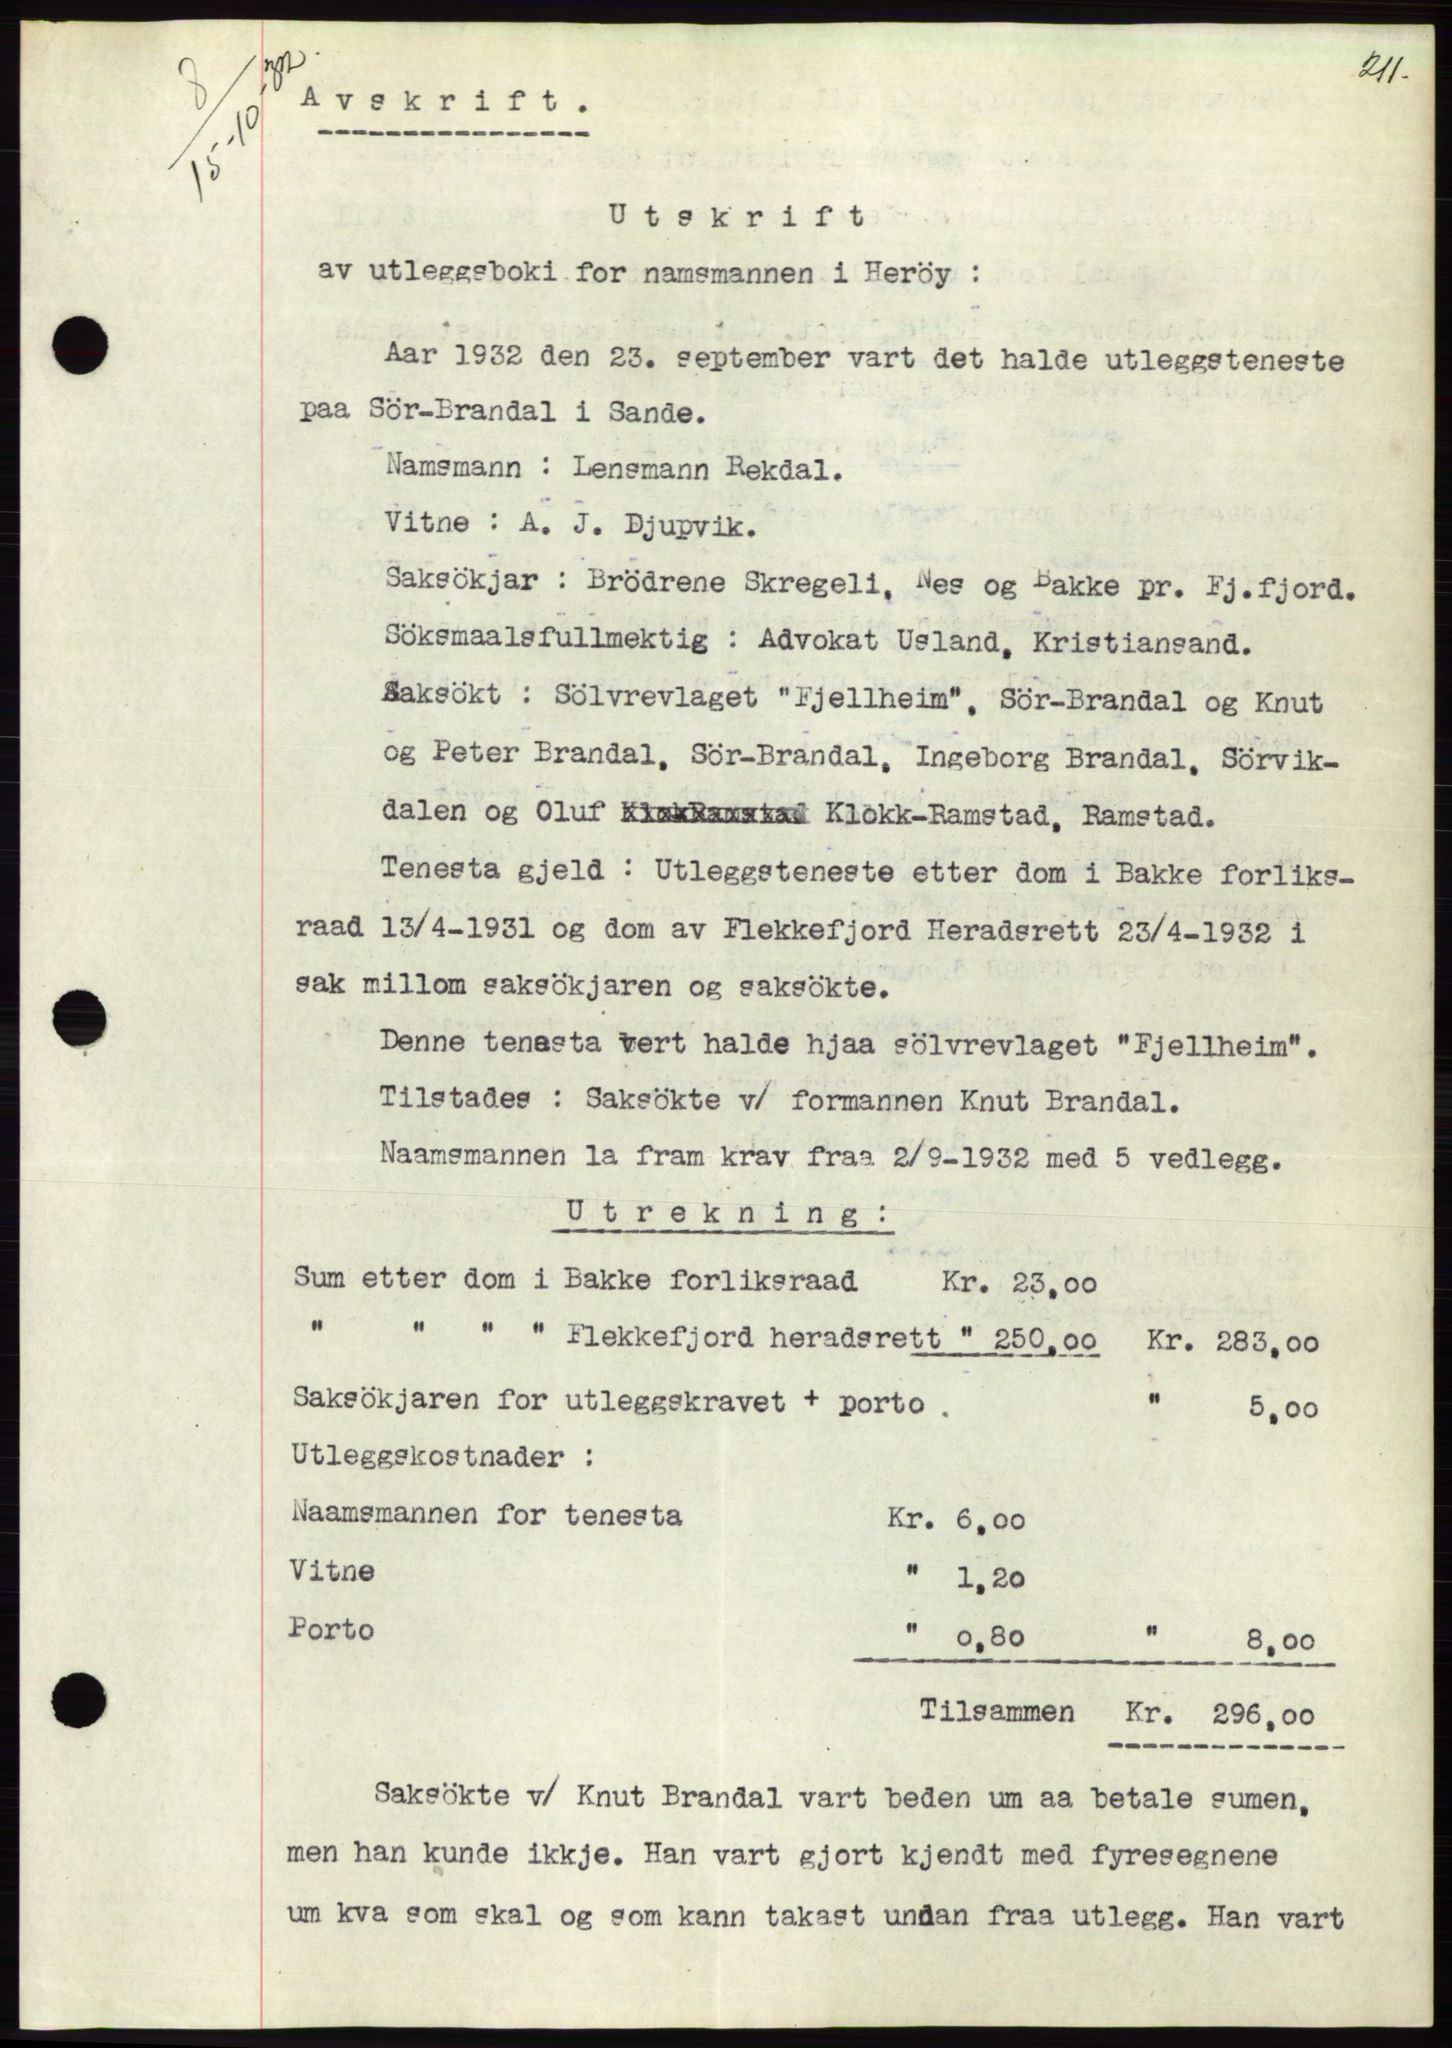 211.
8/15-10
A v s k r i f t .
U t s k r i f t
av utleggsboki for namsmannen i Heröy :
Aar 1932 den 23. september vart det halde utleggsteneste
paa Sör-Brandal i Sande.
Namsmann : Lensmann Rekdal.
Vitne : A. J. Djupvik.
Saksökjar : Brödrene Skregeli, Nes og Bakke pr. Fj.fjord.
Söksmaalsfullmektig : Advokat Usland, Kristiansand.
Saksökt : Sölvrevlaget "Fjellheim", Sör-Brandal og Knut
og Peter Brandal, Sör-Brandal, Ingeborg Brandal, Sörvik-
dalen og Oluf Klokk-Ramstad, Ramstad.
Tenesta gjeld : Utleggsteneste etter dom i Bakke forliks-
raad 13/4-1931 og dom av Flekkefjord Heradsrett 23/4-1932 i
sak millom saksökjaren og saksökte.
Denne tenesta vert halde hjaa sölvrevlaget "Fjellheim".
Tilstades : Saksökte v/ formannen Knut Brandal.
Naamsmannen la fram krav fraa 2/9-1932 med 5 vedlegg.
U t r e k n i n g :
Sum etter dom i Bakke forliksraad Kr. 23,00
" " " " Flekkefjord heradsrett " 250,00 Kr. 283,00
Saksökjaren for utleggskravet + porto . " 5,00
Utleggskostnader :
Naamsmannen for tenesta Kr. 6,00
Vitne " 1,20
Porto " 0,80 " 8,00
Tilsammen Kr. 296,00
Saksökte v/ Knut Brandal vart beden um aa betale sumen,
men han kunde ikkje. Han vart gjort kjendt med fyresegnene
um kva som skal og som kann takast undan fraa utlegg. Han vart